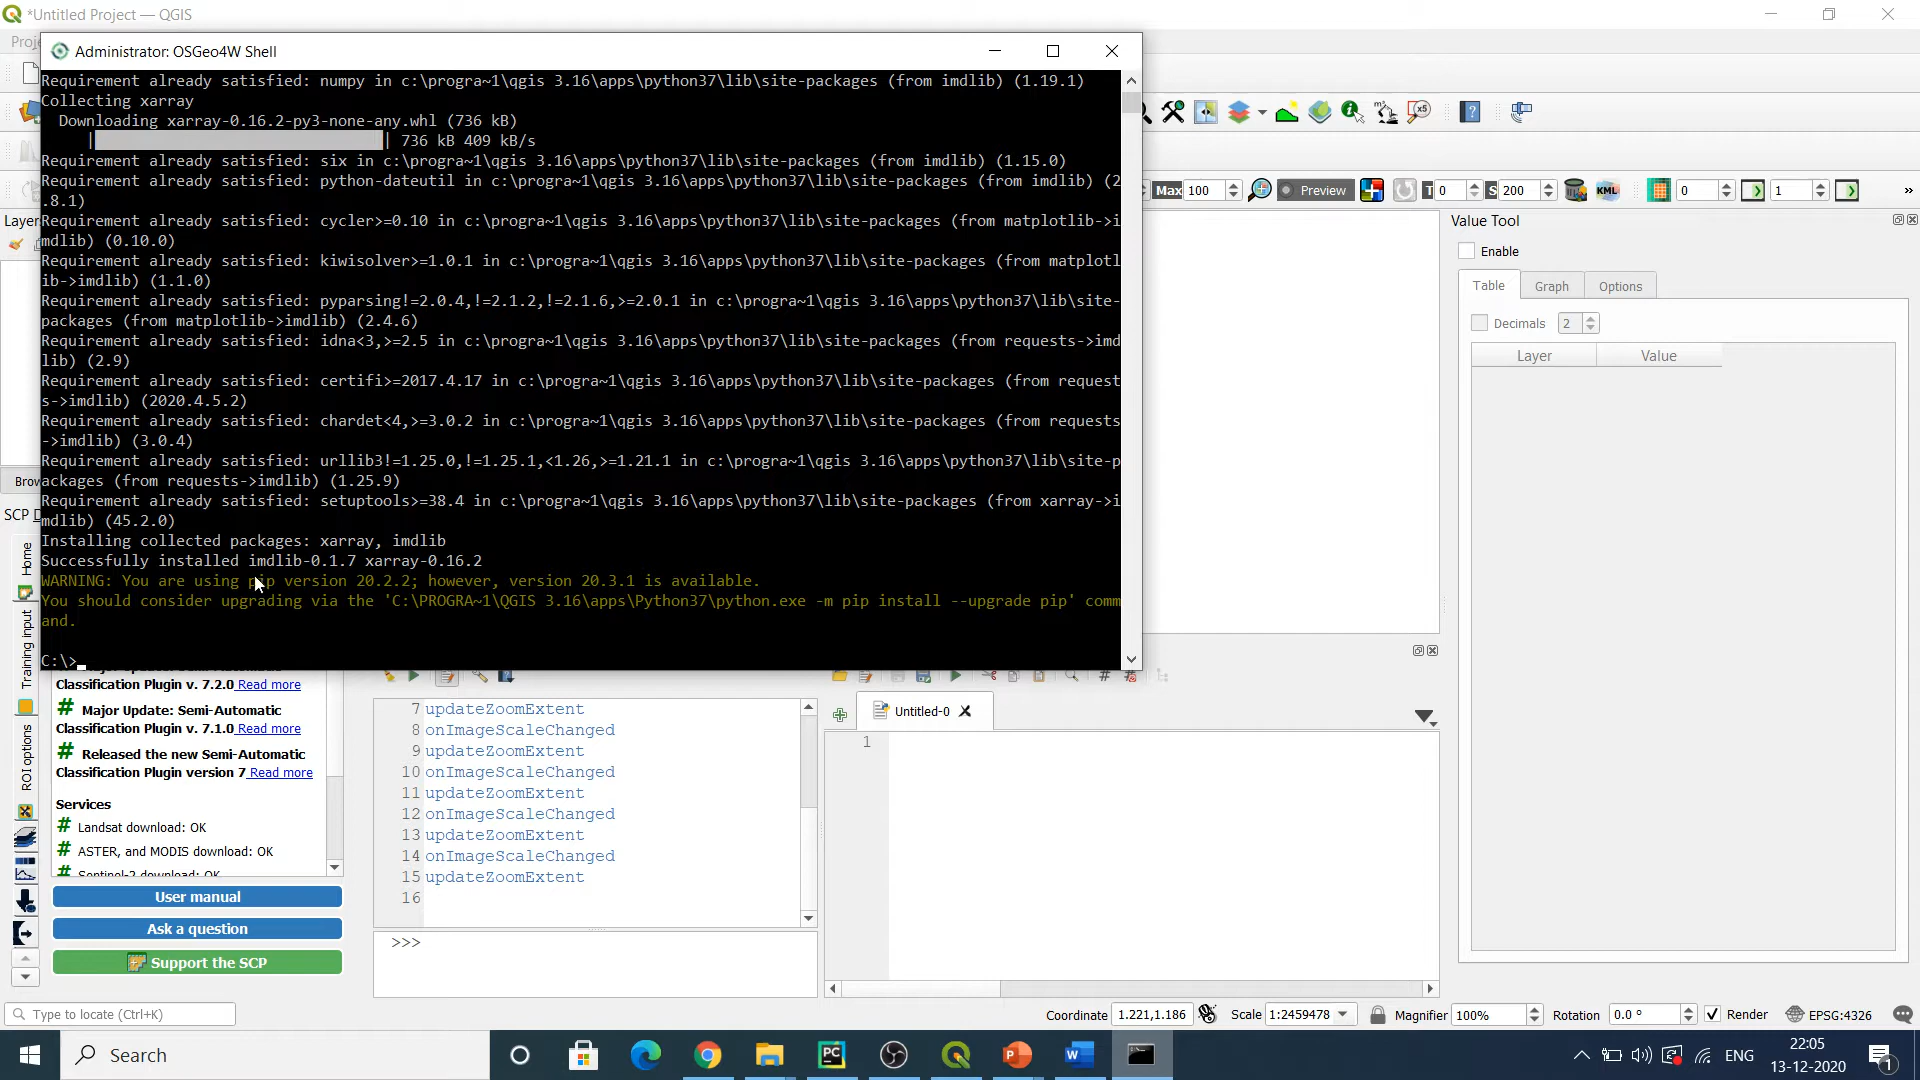 *Untitled Project — QGIS
Administrator: OSGeo4W Shell
Requirement already satisfied: numpy in c:\progra~1\qgis 3.16\apps\python37\lib\site-packages (from imdlib) (1.19.1)
Collecting xarray
Downloading xarray-0.16.2-py3-none-any.whl (736 kB)
|                                | 736 kB 409 kB/s
Requirement already satisfied: six in c:\progra~1\qgis 3.16\apps\python37\lib\site-packages (from imdlib) (1.15.0)
Requirement already satisfied: python-dateutil in c:\progra~1\qgis 3.16\apps\python37\lib\site-packages (from imdlib) (2
.8.1)
Requirement already satisfied: cycler>=0.10 in c:\progra~1\qgis 3.16\apps\python37\lib\site-packages (from matplotlib->i
mdlib) (0.10.0)
Requirement already satisfied: kiwisolver>=1.0.1 in c:\progra~1\qgis 3.16\apps\python37\lib\site-packages (from matplotl
ib->imdlib) (1.1.0)
Requirement already satisfied: pyparsing!=2.0.4,!=2.1.2,!=2.1.6,>=2.0.1 in c:\progra~1\qgis 3.16\apps\python37\lib\site-
packages (from matplotlib->imdlib) (2.4.6)
Requirement already satisfied: idna<3,>=2.5 in c:\progra~1\qgis 3.16\apps\python37\lib\site-packages (from requests->imd
lib) (2.9)
Requirement already satisfied: certifi>=2017.4.17 in c:\progra~1\qgis 3.16\apps\python37\lib\site-packages (from request
s->imdlib) (2020.4.5.2)
Requirement already satisfied: chardet<4,>=3.0.2 in c:\progra~1\qgis 3.16\apps\python37\lib\site-packages (from requests
->imdlib) (3.0.4)
Requirement already satisfied: urllib3!=1.25.0,!=1.25.1,<1.26,>=1.21.1 in c:\progra~1\qgis 3.16\apps\python37\lib\site-p
ackages (from requests->imdlib) (1.25.9)
Requirement already satisfied: setuptools>=38.4 in c:\progra~1\qgis 3.16\apps\python37\lib\site-packages (from xarray->i
mdlib) (45.2.0)
Installing collected packages: xarray, imdlib
Successfully installed imdlib-0.1.7 xarray-0.16.2
WARNING: You are using pip version 20.2.2; however, version 20.3.1 is available.
You should consider upgrading via the 'C:\PROGRA~1\QGIS 3.16\apps\Python37\python.exe -m pip install --upgrade pip' comm
and.
C:\>
Max 100 Preview T 0 S 200 KML 0 1 »
Value Tool
Enable
Table Graph Options
Decimals 2
Layer Value
Home
Training input
ROI options
Classification Plugin v. 7.2.0 Read more
# Major Update: Semi-Automatic
Classification Plugin v. 7.1.0 Read more
# Released the new Semi-Automatic
Classification Plugin version 7 Read more
Services
# Landsat download: OK
# ASTER, and MODIS download: OK
User manual
Ask a question
Support the SCP
7 updateZoomExtent
8 onImageScaleChanged
9 updateZoomExtent
10 onImageScaleChanged
11 updateZoomExtent
12 onImageScaleChanged
13 updateZoomExtent
14 onImageScaleChanged
15 updateZoomExtent
16
>>>
Untitled-0
1
Type to locate (Ctrl+K)
Coordinate 1.221,1.186 Scale 1:2459478 Magnifier 100% Rotation 0.0 ° Render EPSG:4326
Search
ENG
22:05
13-12-2020
1